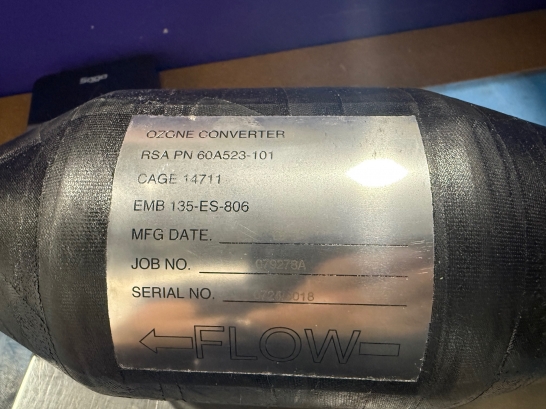 sage
OZONE CONVERTER
RSA PN 60A523-101
CAGE 14711
EMB 135-ES-806
MFG DATE.
JOB NO.
SERIAL NO.
FLOW